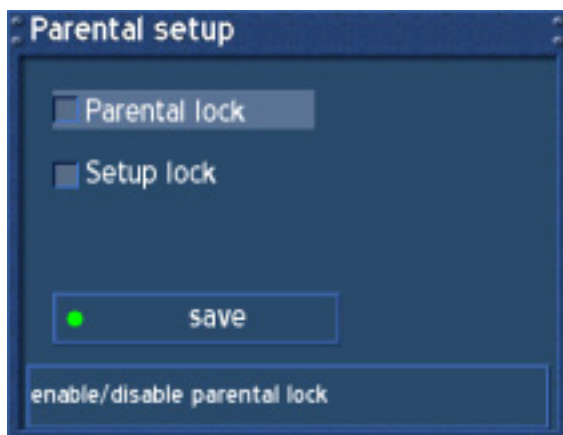 Parental setup
Parental lock
Setup lock
save
enable/disable parental lock